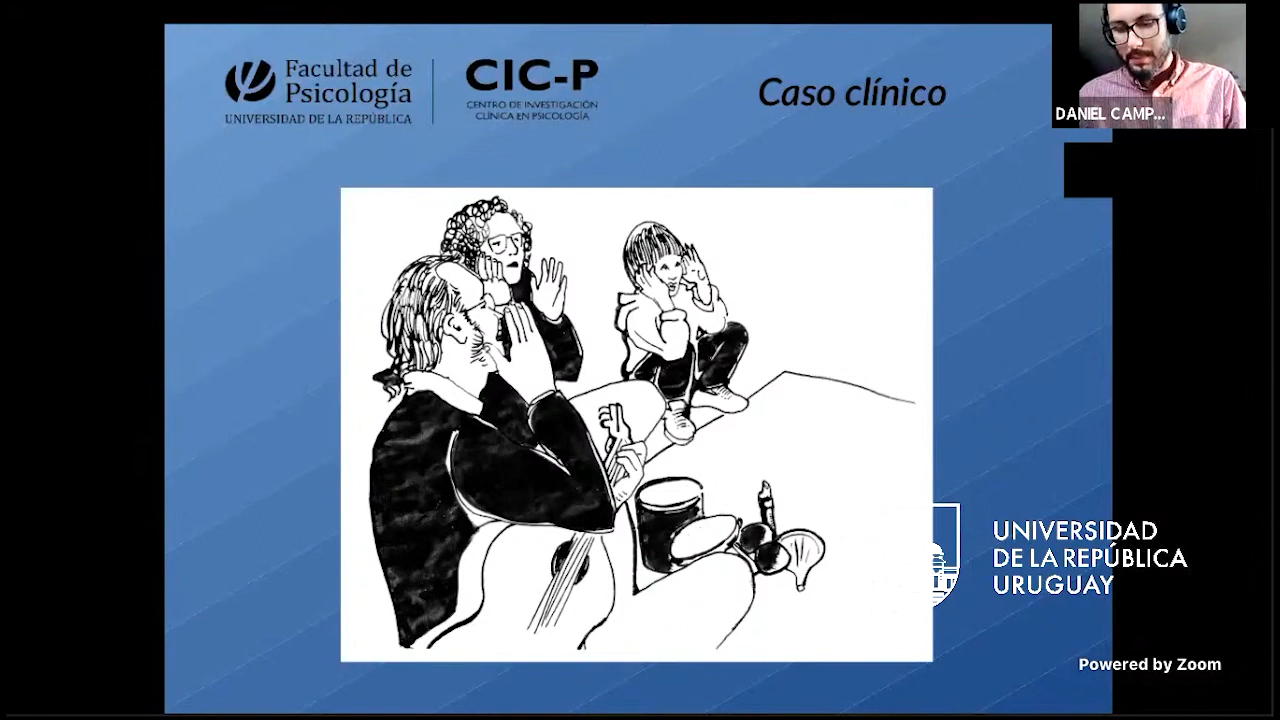 Facultad de
Psicología
UNIVERSIDAD DE LA REPÚBLICA
CIC-P
CENTRO DE INVESTIGACIÓN
CLÍNICA EN PSICOLOGÍA
Caso clínico
DANIEL CAMP...
UNIVERSIDAD
DE LA REPÚBLICA
URUGUAY
Powered by Zoom